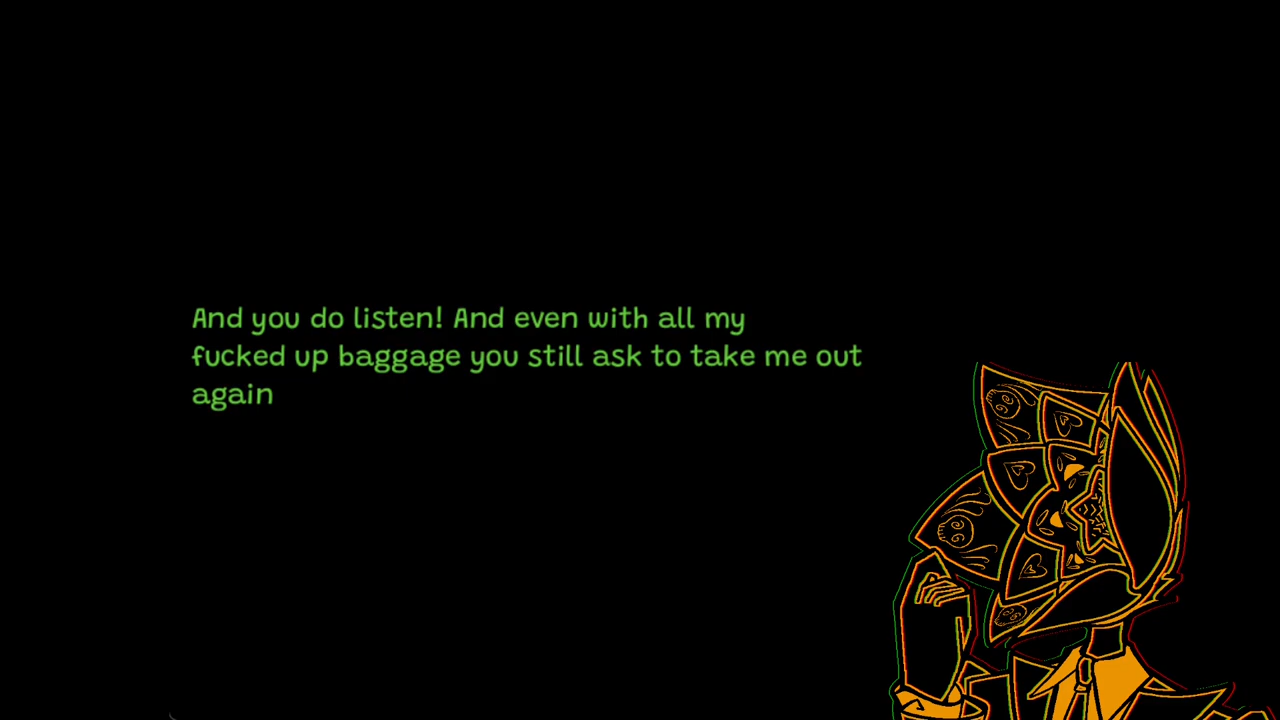 And you do listen! And even with all my
fucked up baggage you still ask to take me out
again